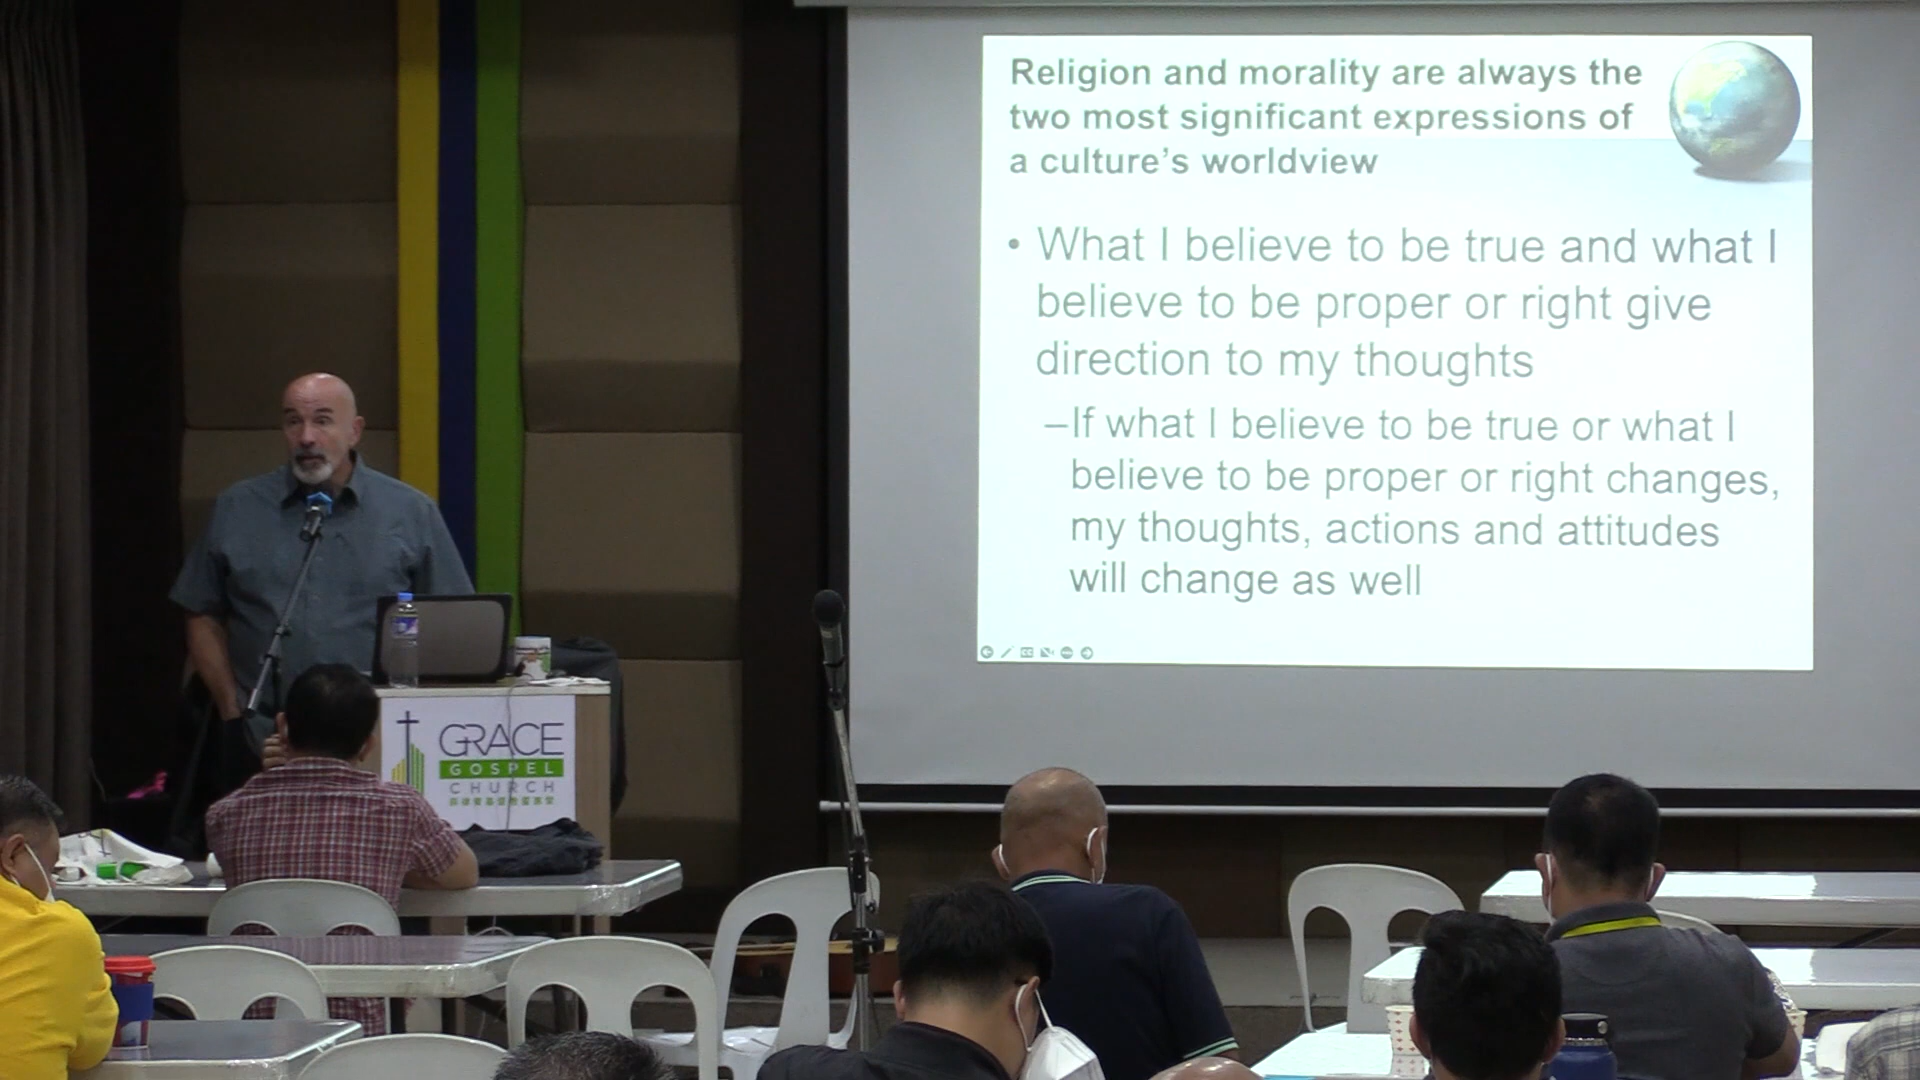 Religion and morality are always the
two most significant expressions of
a culture's worldview
• What I believe to be true and what I
believe to be proper or right give
direction to my thoughts
–If what I believe to be true or what I
believe to be proper or right changes,
my thoughts, actions and attitudes
will change as well
GRACE
GOSPEL
CHURCH